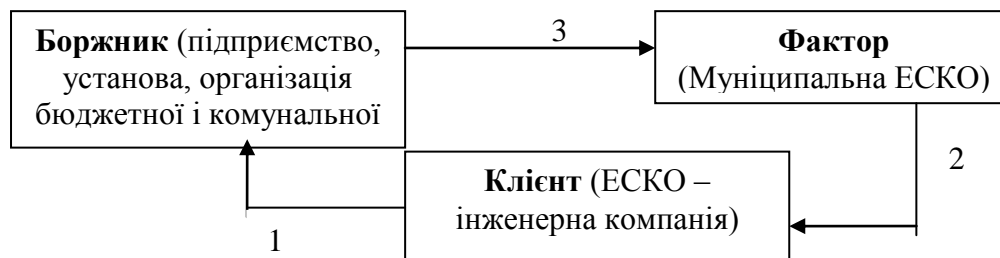 Боржник (підприємство,
установа, організація
бюджетної і комунальної
3
Фактор
(Муніципальна ЕСКО)
2
Клієнт (ЕСКО –
інженерна компанія)
1